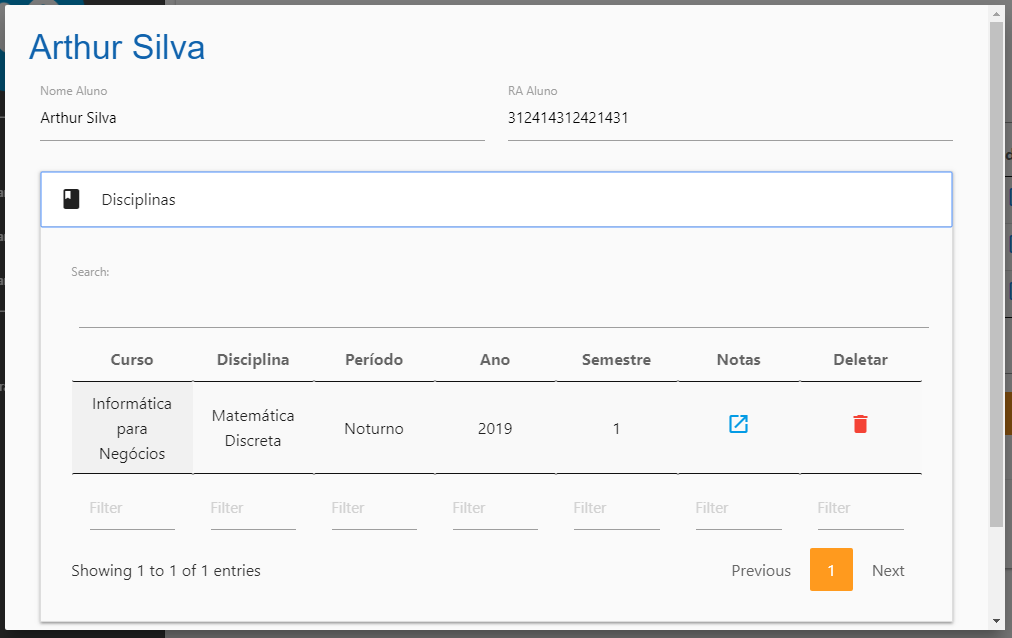 Arthur Silva
Nome Aluno
RA Aluno
Arthur Silva
312414312421431
Disciplinas
Search:
Curso Disciplina Período Ano Semestre Notas Deletar
Informática
para
Negócios
Matemática
Discreta
Noturno
2019
1
Filter Filter Filter Filter Filter Filter Filter
Showing 1 to 1 of 1 entries
Previous 1 Next